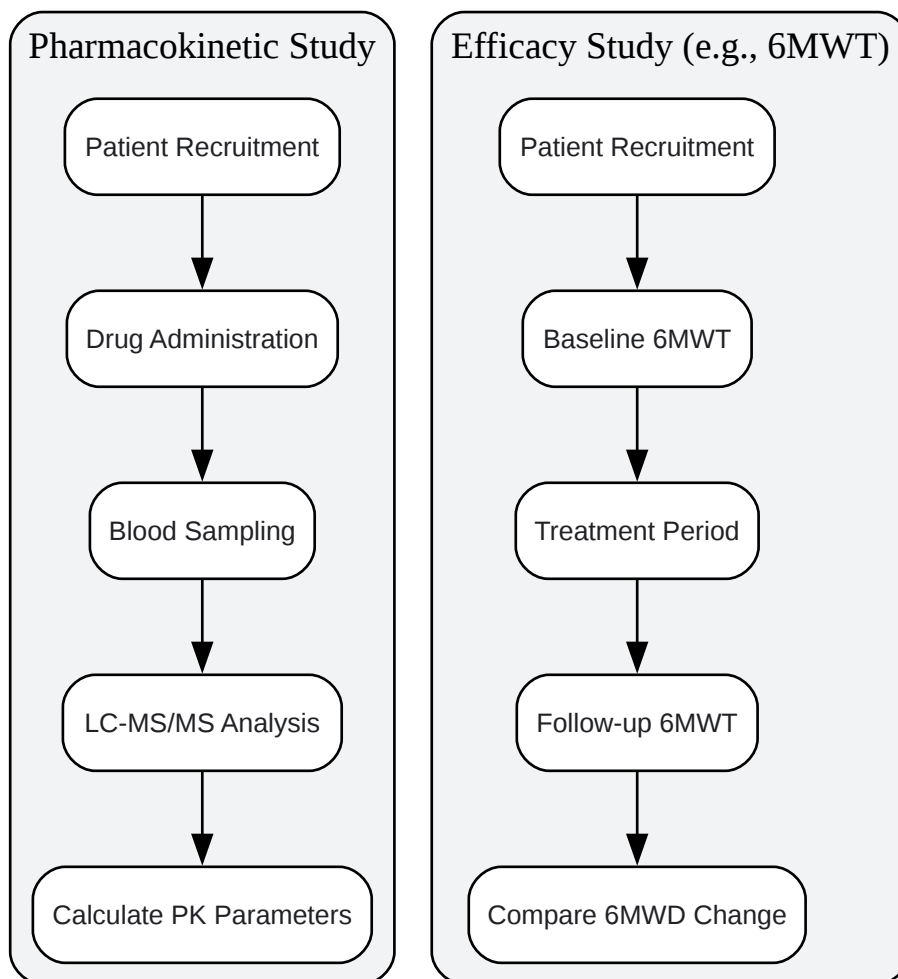 Pharmacokinetic Study
Patient Recruitment
Drug Administration
Blood Sampling
LC-MS/MS Analysis
Calculate PK Parameters
Efficacy Study (e.g., 6MWT)
Patient Recruitment
Baseline 6MWT
Treatment Period
Follow-up 6MWT
Compare 6MWD Change